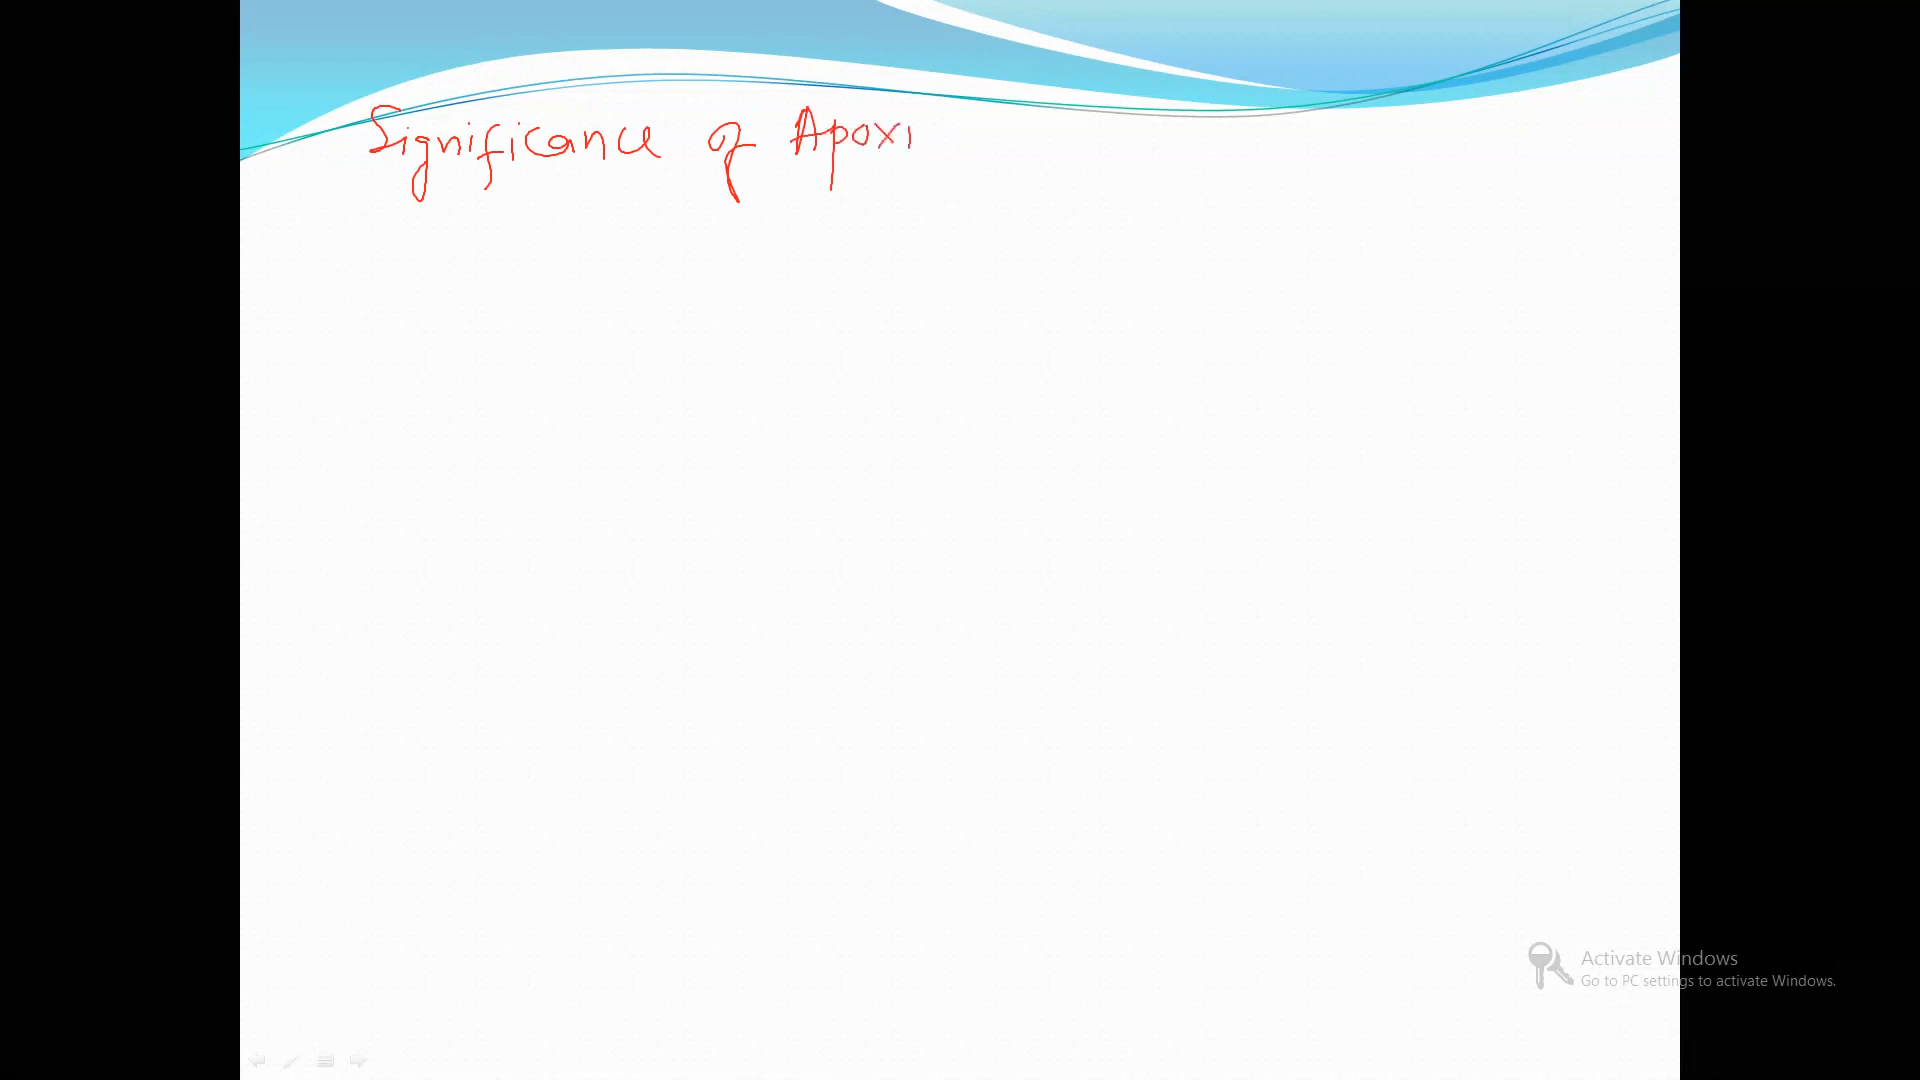 Significance of Apoxi
Activate Windows
Go to PC settings to activate Windows.